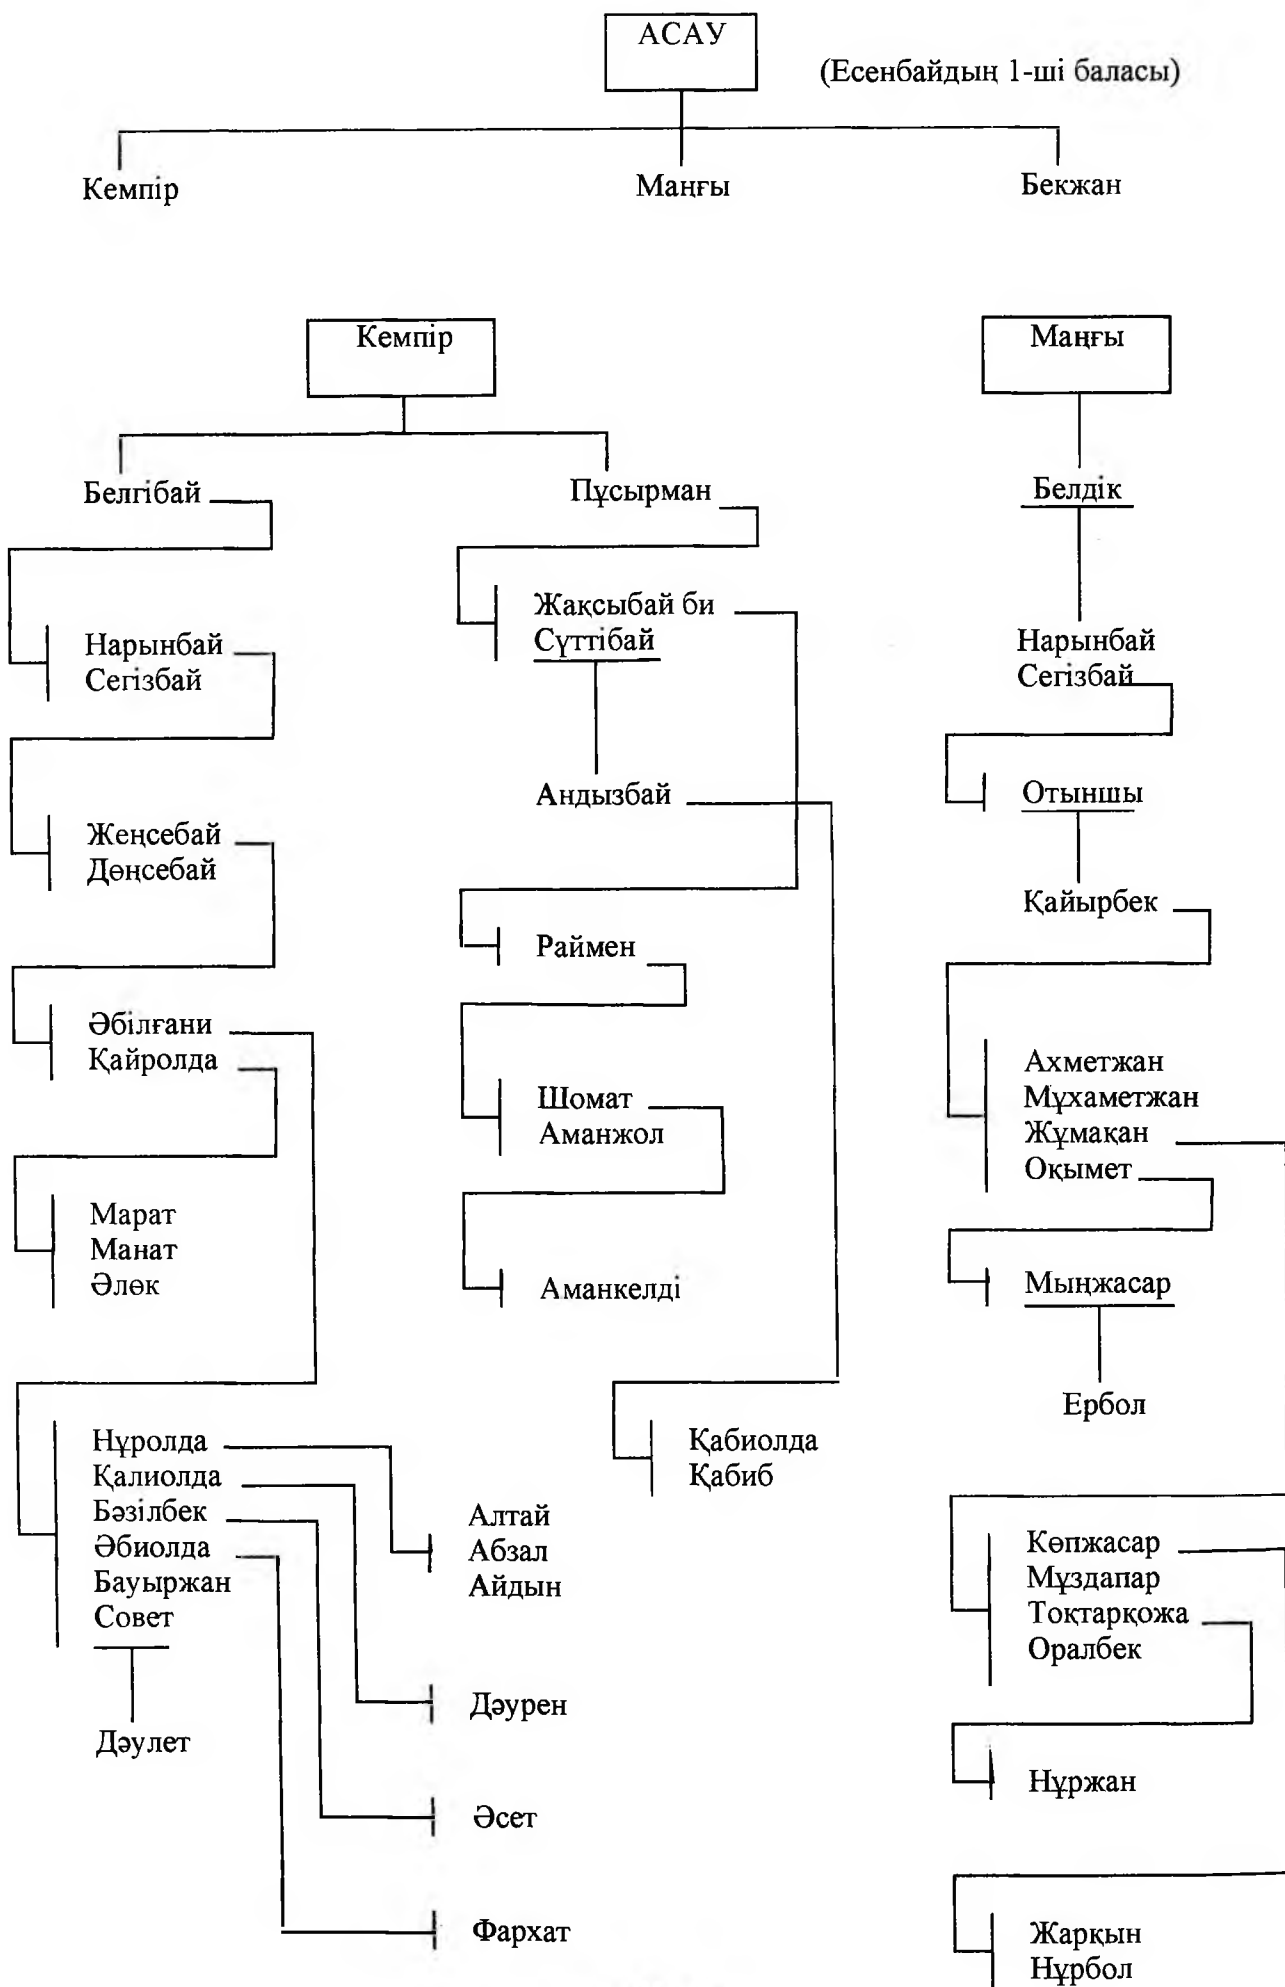 АСАУ
(Есенбайдың 1-ші баласы)
Кемпір
Маңғы
Бекжан
Кемпір
Белгібай
Пұсырман
Нарынбай
Сегізбай
Жеңсебай
Дөңсебай
Әбілғани
Қайролда
Марат
Манат
Әлөк
Нұролда
Қалиолда
Бәзілбек
Әбиолда
Бауыржан
Совет
Дәулет
Алтай
Абзал
Айдын
Дәурен
Әсет
Фархат
Жақсыбай би
Сүттібай
Андызбай
Раймен
Шомат
Аманжол
Аманкелді
Қабиолда
Қабиб
Маңғы
Белдік
Нарынбай
Сегізбай
Отыншы
Қайырбек
Ахметжан
Мұхаметжан
Жұмақан
Оқымет
Мыңжасар
Ербол
Көпжасар
Мұздапар
Тоқтарқожа
Оралбек
Нұржан
Жарқын
Нұрбол